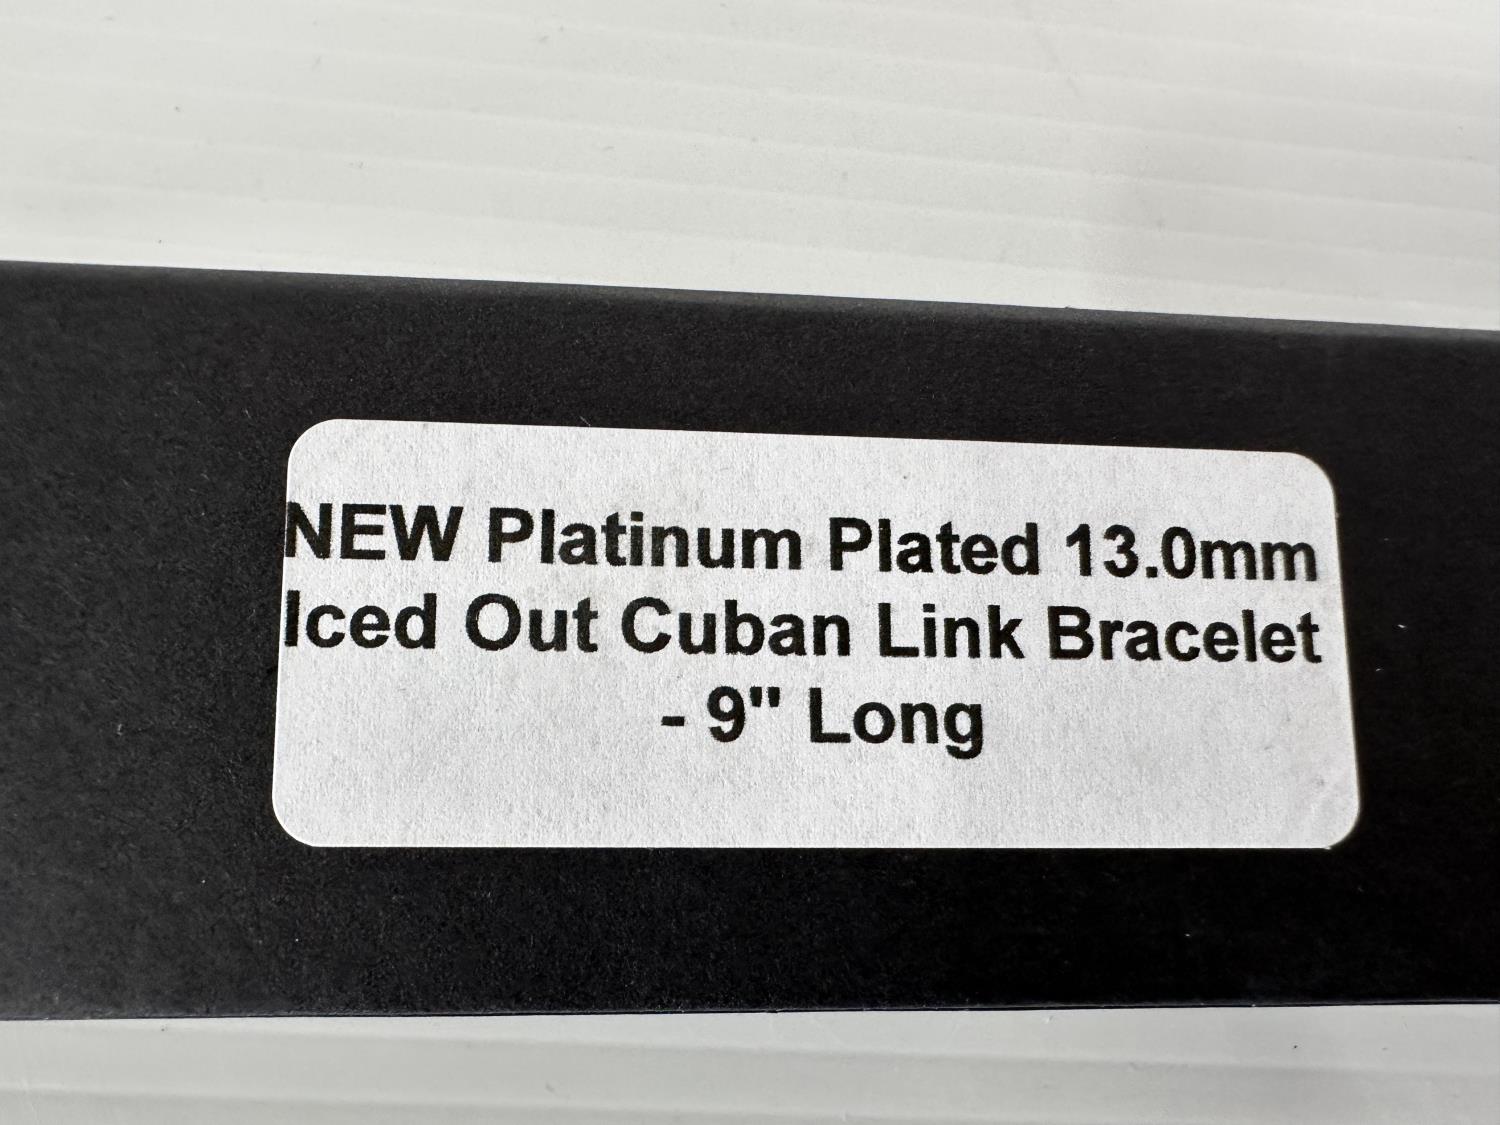 NEW Platinum Plated 13.0mm
Iced Out Cuban Link Bracelet
- 9" Long